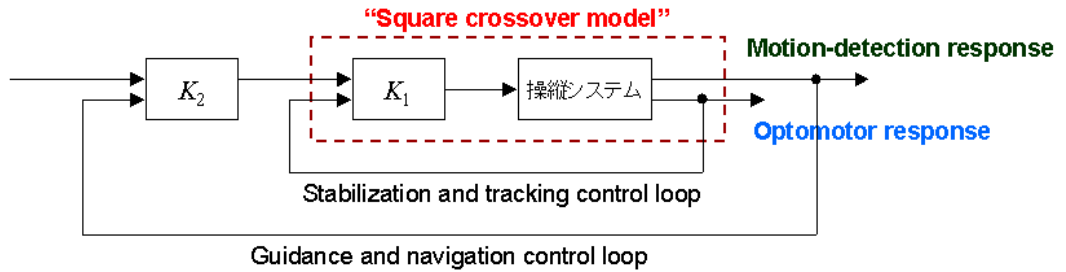 “Square crossover model”
Motion-detection response
K2
K1
操縦システム
Optomotor response
Stabilization and tracking control loop
Guidance and navigation control loop